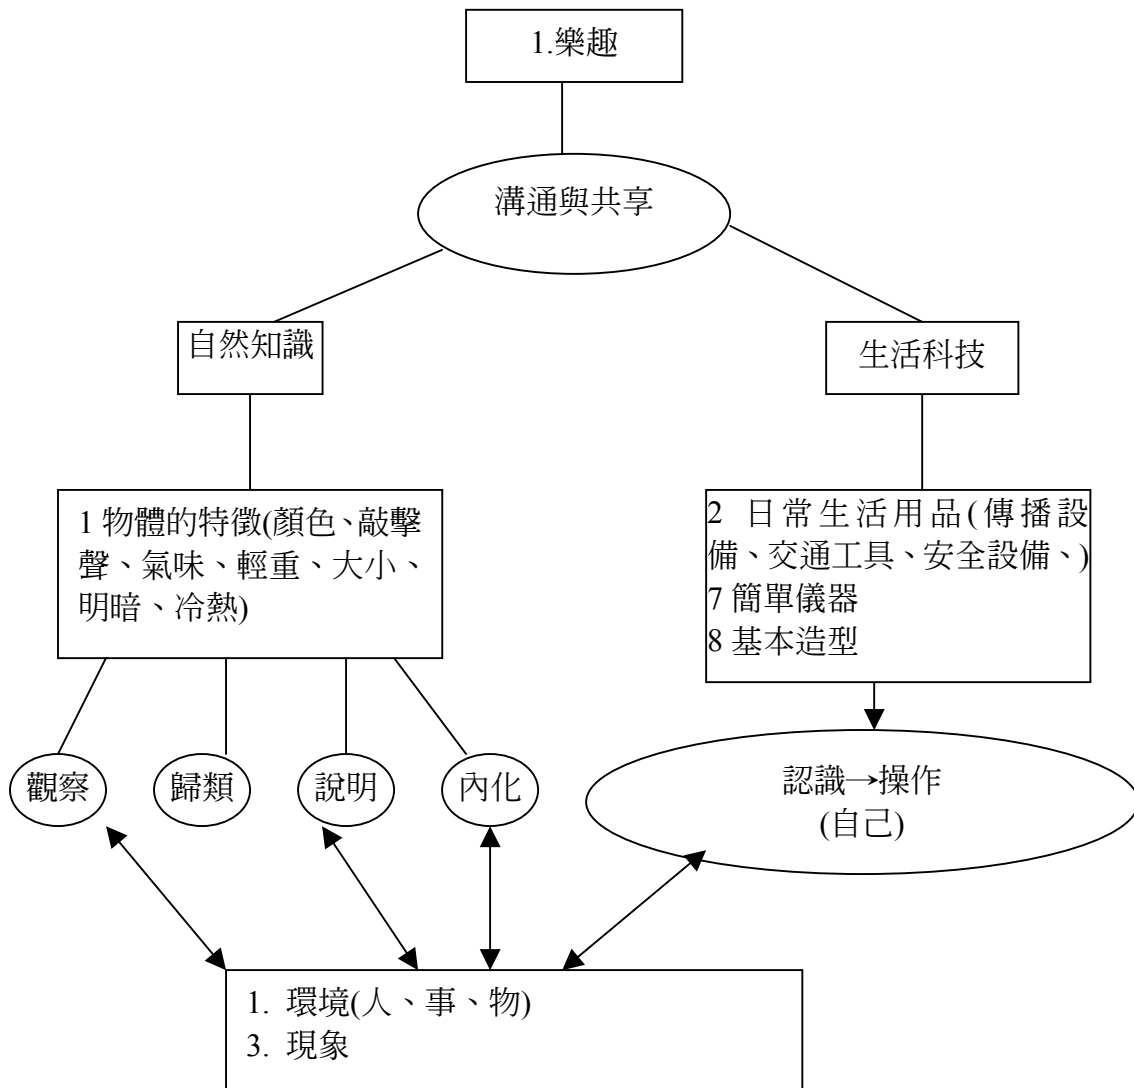 1.樂趣
溝通與共享
自然知識
生活科技
1 物體的特徵(顏色、敲擊
聲、氣味、輕重、大小、
明暗、冷熱)
2 日常生活用品(傳播設
備、交通工具、安全設備、)
7 簡單儀器
8 基本造型
觀察
歸類
說明
內化
認識→操作
(自己)
1. 環境(人、事、物)
3. 現象